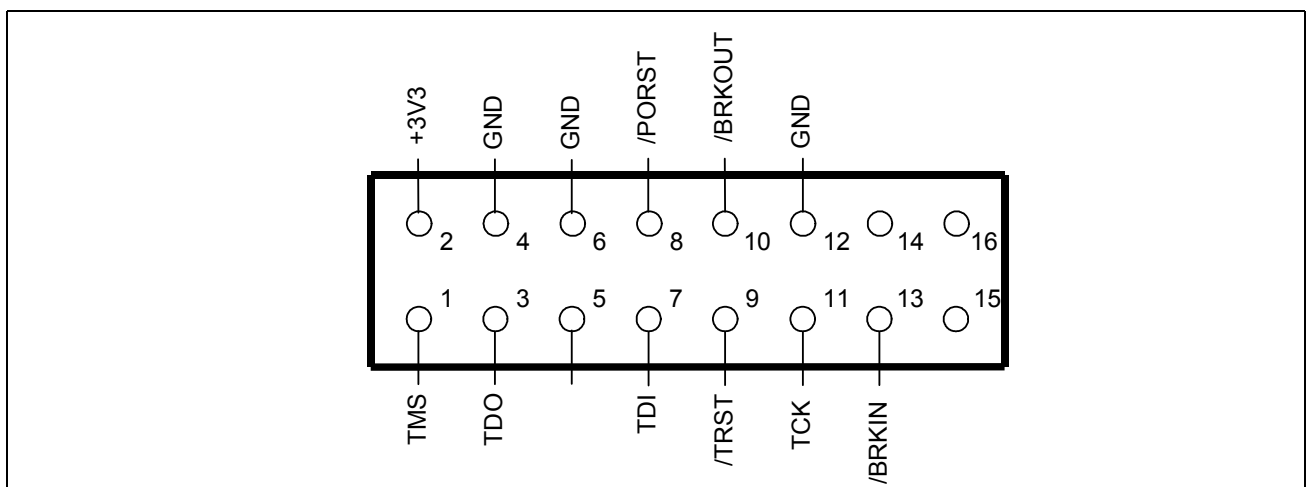 +3V3 GND GND /PORST /BRKOUT GND
2 4 6 8 10 12 14 16
1 3 5 7 9 11 13 15
TMS TDO TDI /TRST TCK /BRKIN